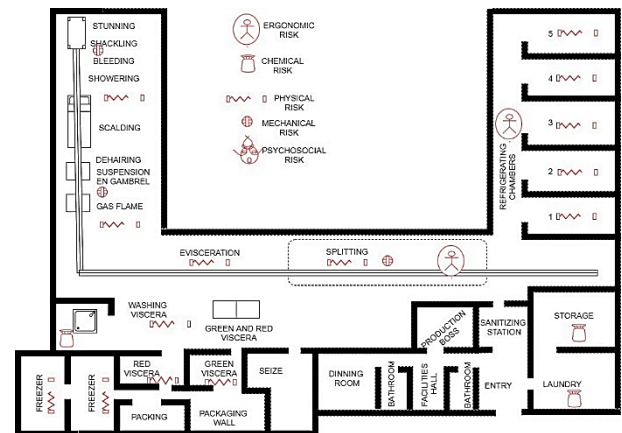 STUNNING
SHACKLING
BLEEDING
SHOWERING
SCALDING
DEHAIRING
SUSPENSION
EN GAMBREL
GAS FLAME
ERGONOMIC
RISK
CHEMICAL
RISK
PHYSICAL
RISK
MECHANICAL
RISK
PSYCHOSOCIAL
RISK
5
4
3
2
1
REFRIGERATING
CHAMBERS
EVISCERATION
SPLITTING
WASHING
VISCERA
GREEN AND RED
VISCERA
PRODUCTION
BOSS
SANITIZING
STATION
STORAGE
FREEZER
FREEZER
RED
VISCERA
GREEN
VISCERA
SEIZE
DINNING
ROOM
BATHROOM
FACILITIES
HALL
BATHROOM
ENTRY
LAUNDRY
PACKING
PACKAGING
WALL